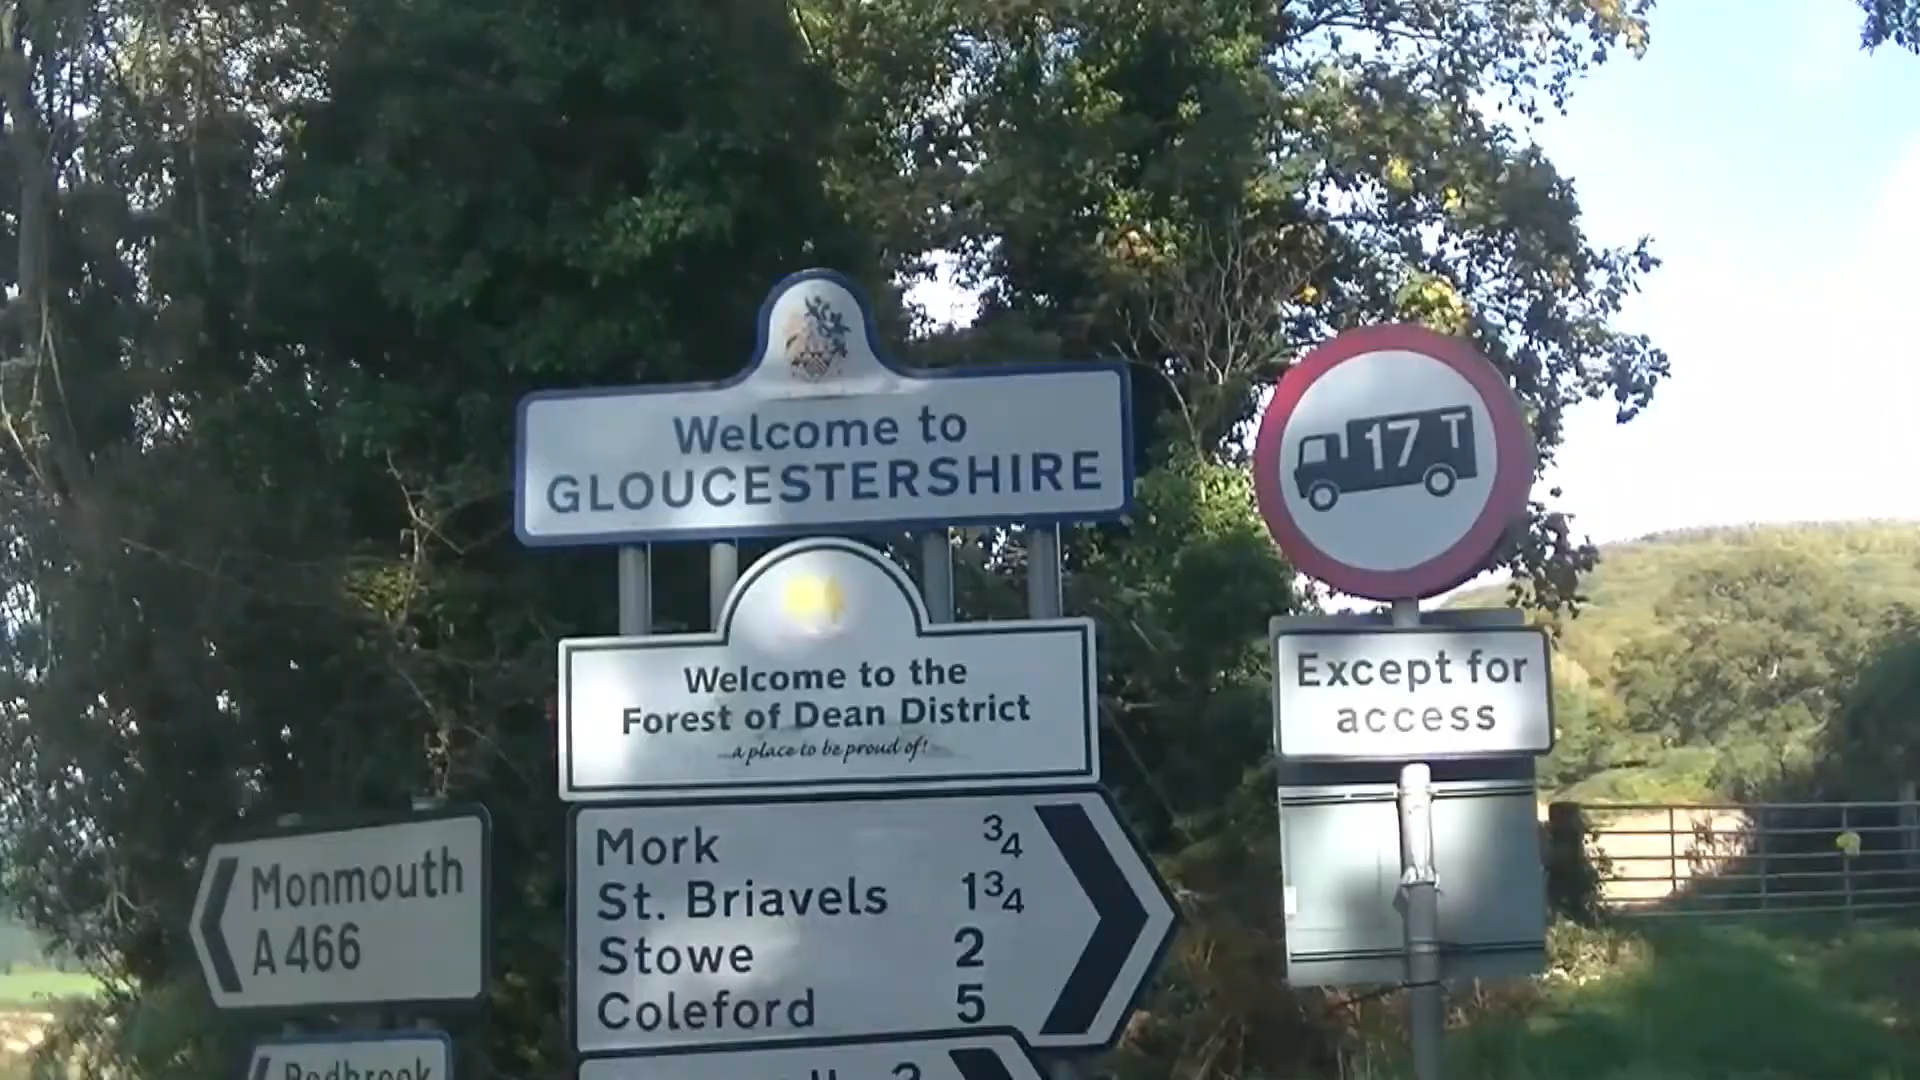 Welcome to
GLOUCESTERSHIRE
Welcome to the
Forest of Dean District
a place to be proud of!
Mork 3/4
St. Briavels 1 3/4
Stowe 2
Coleford 5
Monmouth
A 466
Redbrook
17 T
Except for
access